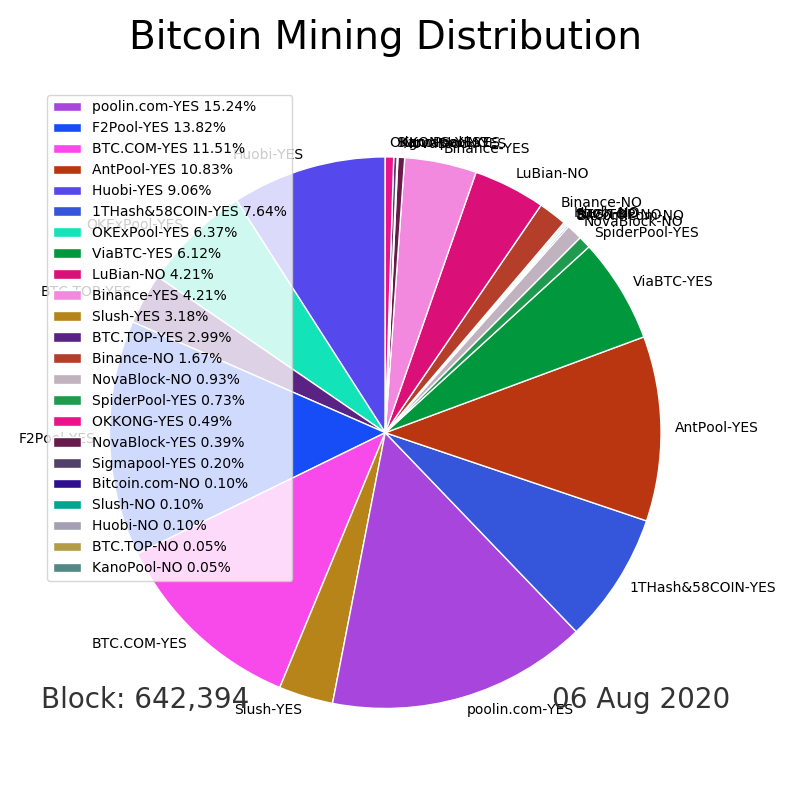 Bitcoin Mining Distribution
poolin.com-YES 15.24%
F2Pool-YES 13.82%
BTC.COM-YES 11.51%
AntPool-YES 10.83%
Huobi-YES 9.06%
1THash&58COIN-YES 7.64%
OKExPool-YES 6.37%
ViaBTC-YES 6.12%
LuBian-NO 4.21%
Binance-YES 4.21%
Slush-YES 3.18%
BTC.TOP-YES 2.99%
Binance-NO 1.67%
NovaBlock-NO 0.93%
SpiderPool-YES 0.73%
OKKONG-YES 0.49%
NovaBlock-YES 0.39%
Sigmapool-YES 0.20%
Bitcoin.com-NO 0.10%
Slush-NO 0.10%
Huobi-NO 0.10%
BTC.TOP-NO 0.05%
KanoPool-NO 0.05%
Huobi-YES
OKExPool-YES
BTC.TOP-YES
F2Pool-YES
BTC.COM-YES
Slush-YES
poolin.com-YES
1THash&58COIN-YES
AntPool-YES
ViaBTC-YES
SpiderPool-YES
NovaBlock-NO
Binance-NO
LuBian-NO
Binance-YES
Block: 642,394
06 Aug 2020